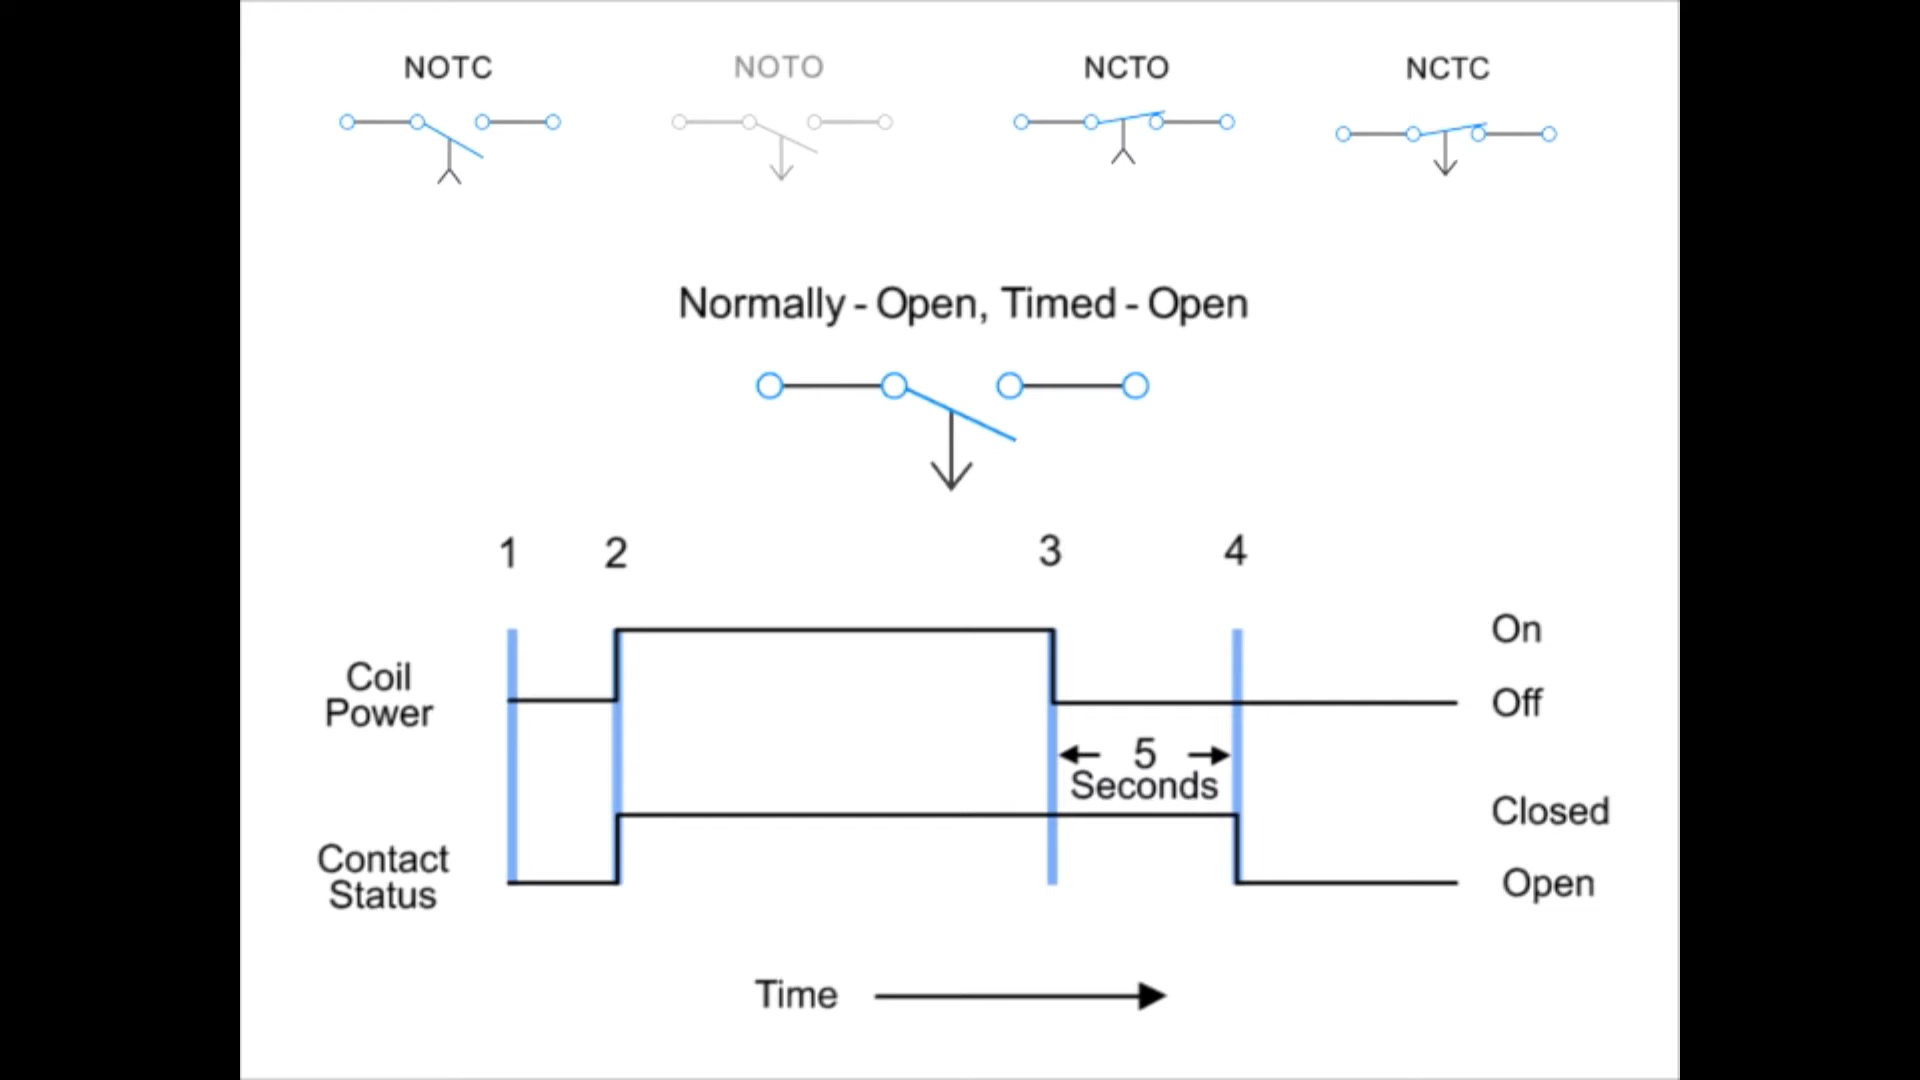 NOTC
NOTO
NCTO
NCTC
Normally - Open, Timed - Open
1
2
3
4
On
Coil
Power
Off
5
Seconds
Closed
Contact
Status
Open
Time